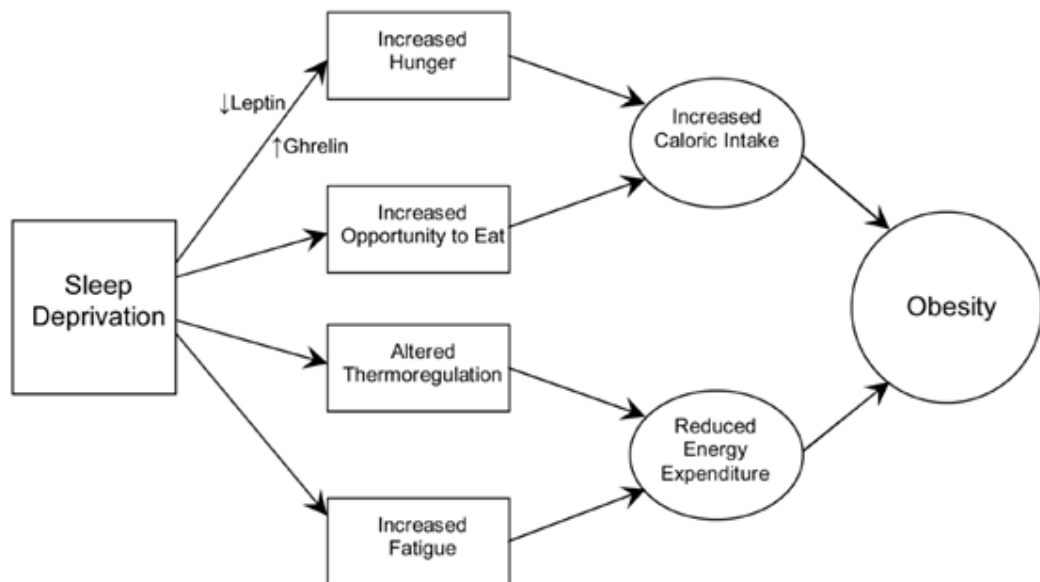 Increased
Hunger
↓Leptin
↑Ghrelin
Increased
Caloric Intake
Increased
Opportunity to Eat
Sleep
Deprivation
Obesity
Altered
Thermoregulation
Reduced
Energy
Expenditure
Increased
Fatigue